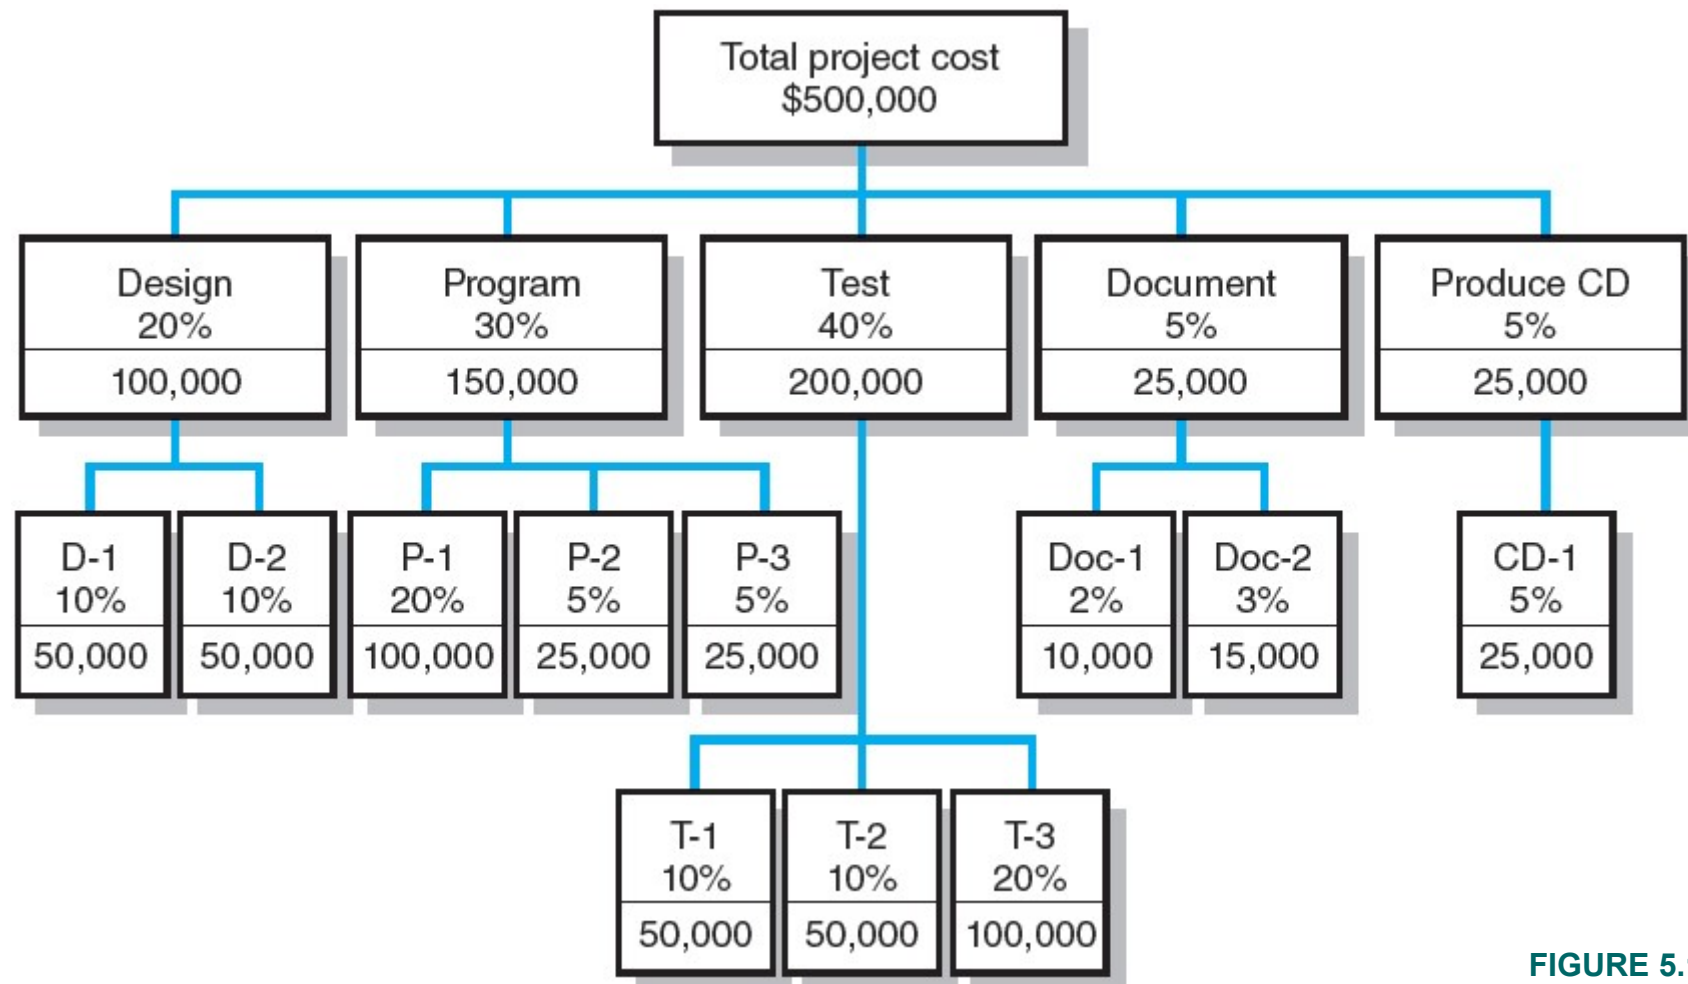 Total project cost
$500,000
Design
20%
100,000
Program
30%
150,000
Test
40%
200,000
Document
5%
25,000
Produce CD
5%
25,000
D-1
10%
50,000
D-2
10%
50,000
P-1
20%
100,000
P-2
5%
25,000
P-3
5%
25,000
Doc-1
2%
10,000
Doc-2
3%
15,000
CD-1
5%
25,000
T-1
10%
50,000
T-2
10%
50,000
T-3
20%
100,000
FIGURE 5.